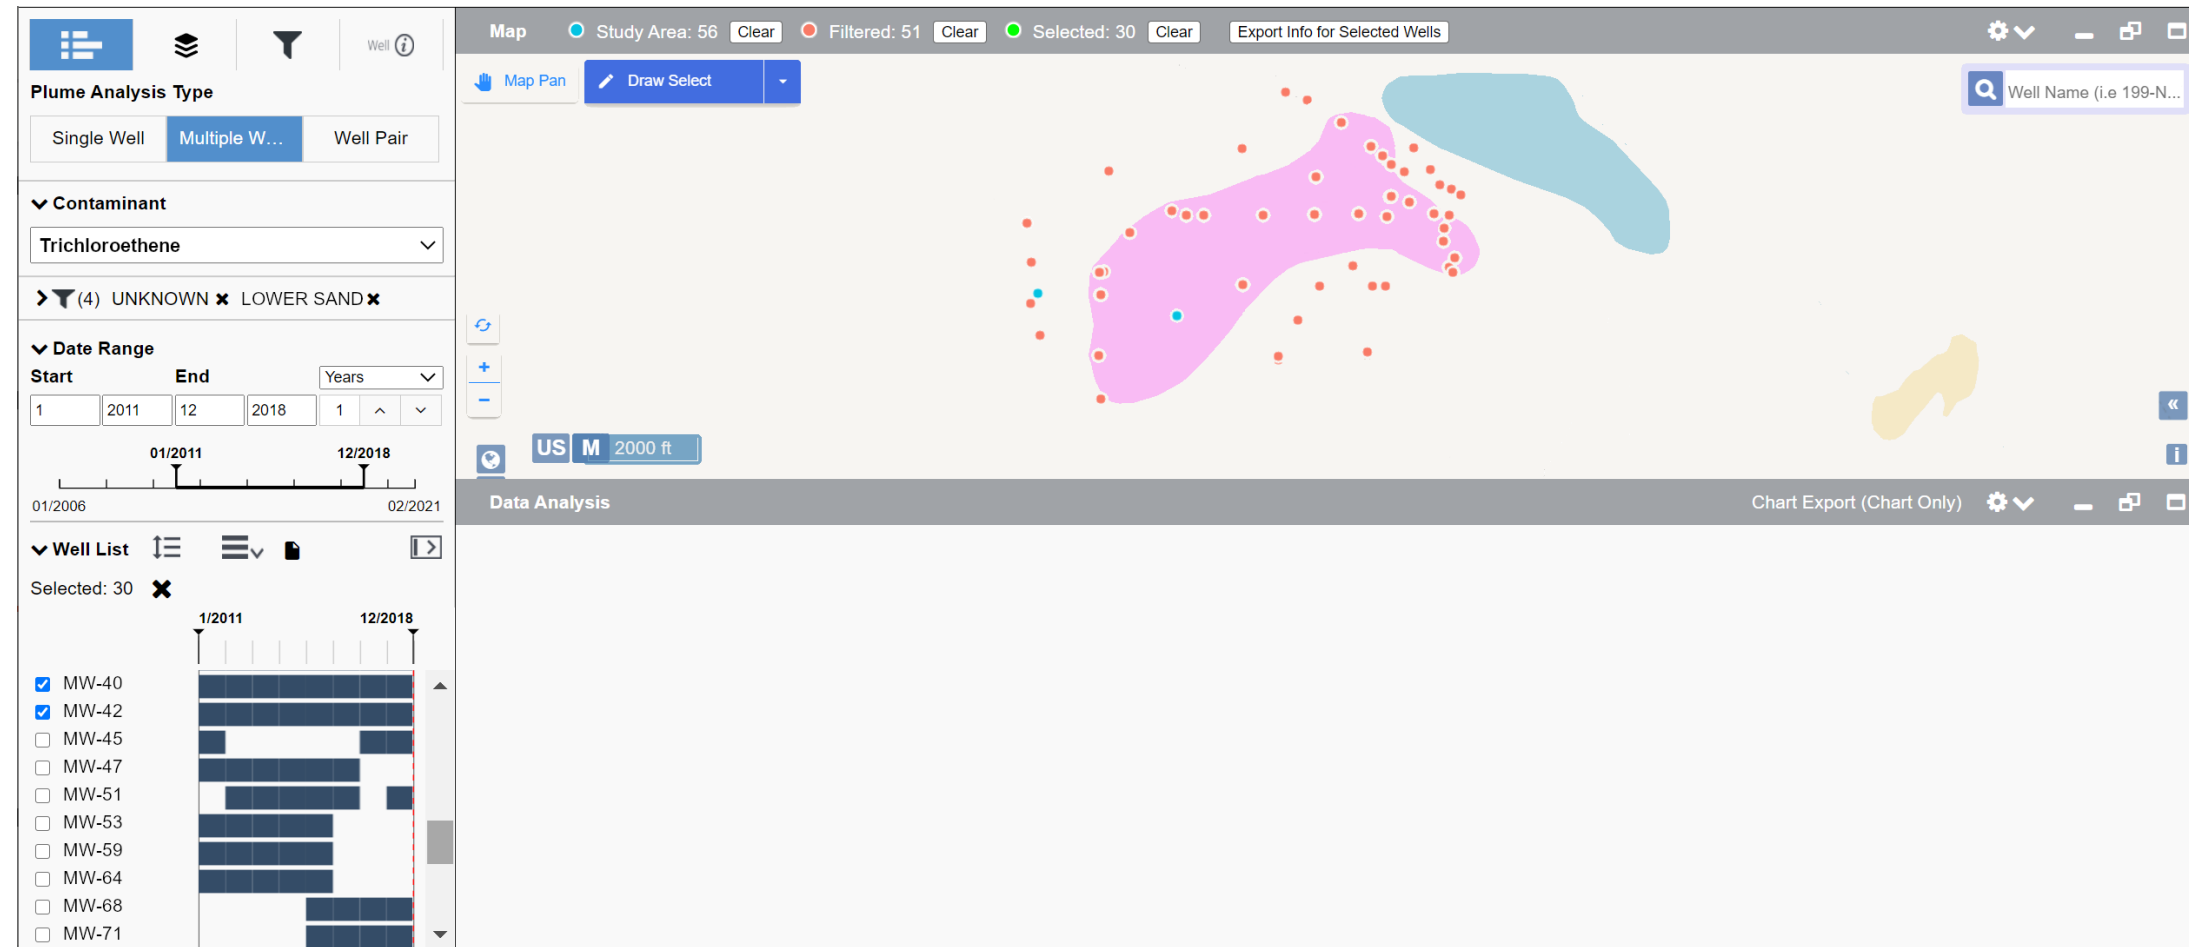 Well
Plume Analysis Type
Single Well Multiple W... Well Pair
Contaminant
Trichloroethene
(4) UNKNOWN LOWER SAND
Date Range
Start End Years
1 2011 12 2018 1
01/2011 12/2018
01/2006 02/2021
Well List
Selected: 30
1/2011 12/2018
MW-40
MW-42
MW-45
MW-47
MW-51
MW-53
MW-59
MW-64
MW-68
MW-71
Map Study Area: 56 Clear Filtered: 51 Clear Selected: 30 Clear Export Info for Selected Wells
Map Pan Draw Select
Well Name (i.e 199-N...
US M 2000 ft
Data Analysis Chart Export (Chart Only)